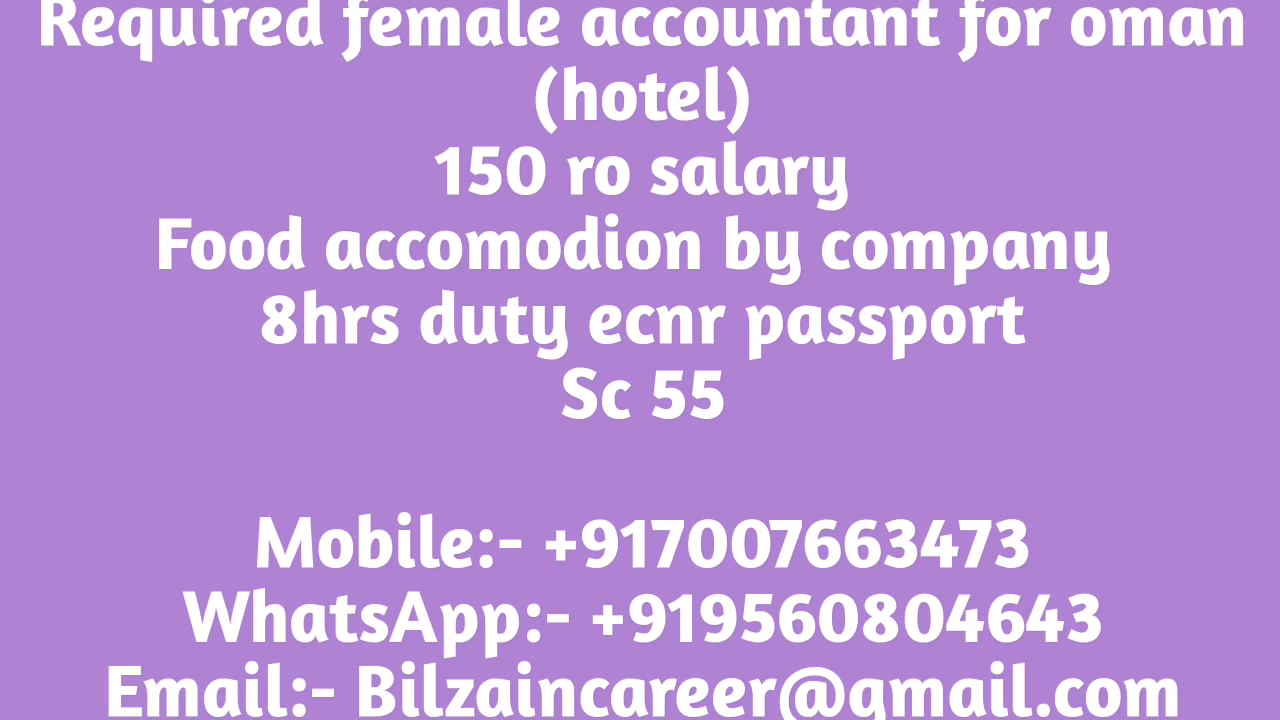 Required female accountant for oman
(hotel)
150 ro salary
Food accomodion by company
8hrs duty ecnr passport
Sc 55
Mobile:- +917007663473
WhatsApp:- +919560804643
Email:- Bilzaincareer@gmail.com